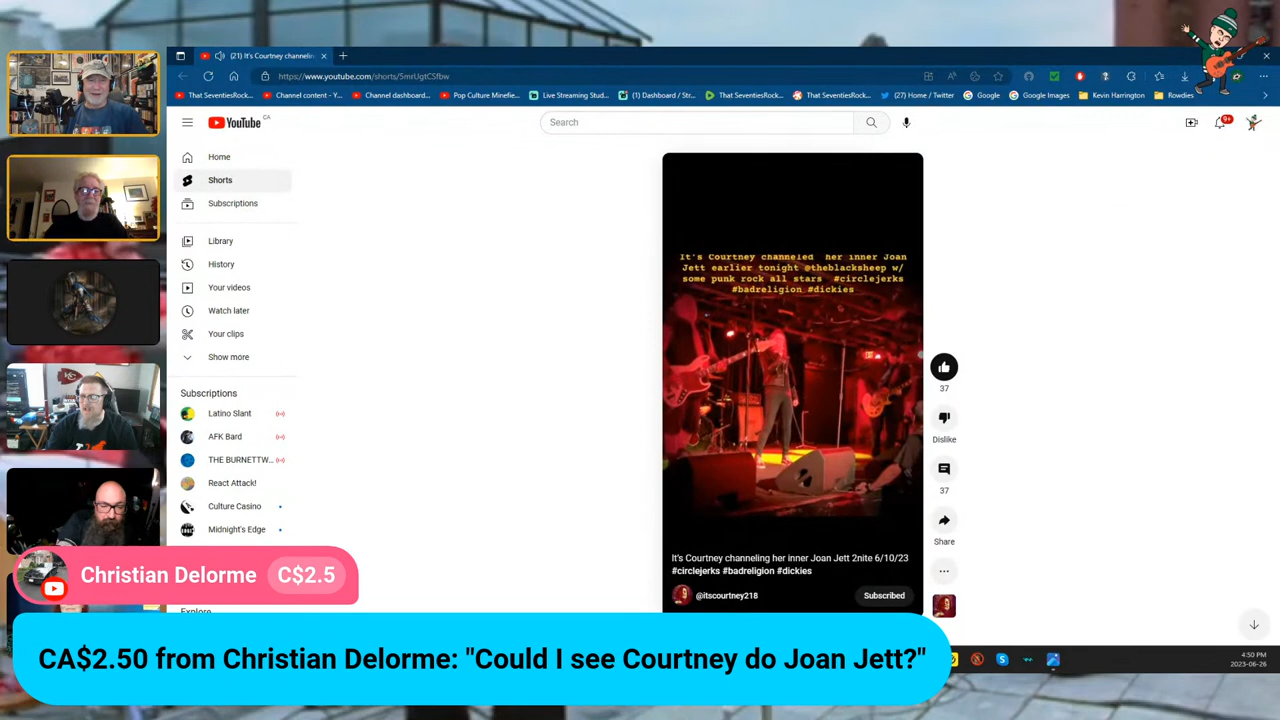 (21) It's Courtney channelin
https://www.youtube.com/shorts/5mrUgtCSfbw
That SeventiesRock...
Channel content - Y...
Channel dashboard...
Pop Culture Minefie...
Live Streaming Stud...
(1) Dashboard / Str...
That SeventiesRock...
That SeventiesRock...
(27) Home / Twitter
Google
Google Images
Kevin Harrington
Rowdies
YouTube CA
Search
9+
Home
Shorts
Subscriptions
Library
History
Your videos
Watch later
Your clips
Show more
Subscriptions
Latino Slant
AFK Bard
THE BURNETTW...
React Attack!
Culture Casino
Midnight's Edge
Explore
It's Courtney channeled her inner Joan
Jett earlier tonight @theblacksheep w/
some punk rock all stars #circlejerks
#badreligion #dickies
37
Dislike
37
Share
It's Courtney channeling her inner Joan Jett 2nite 6/10/23
#circlejerks #badreligion #dickies
@itscourtney218
Subscribed
Christian Delorme C$2.5
CA$2.50 from Christian Delorme: "Could I see Courtney do Joan Jett?"
4:50 PM
2023-06-26